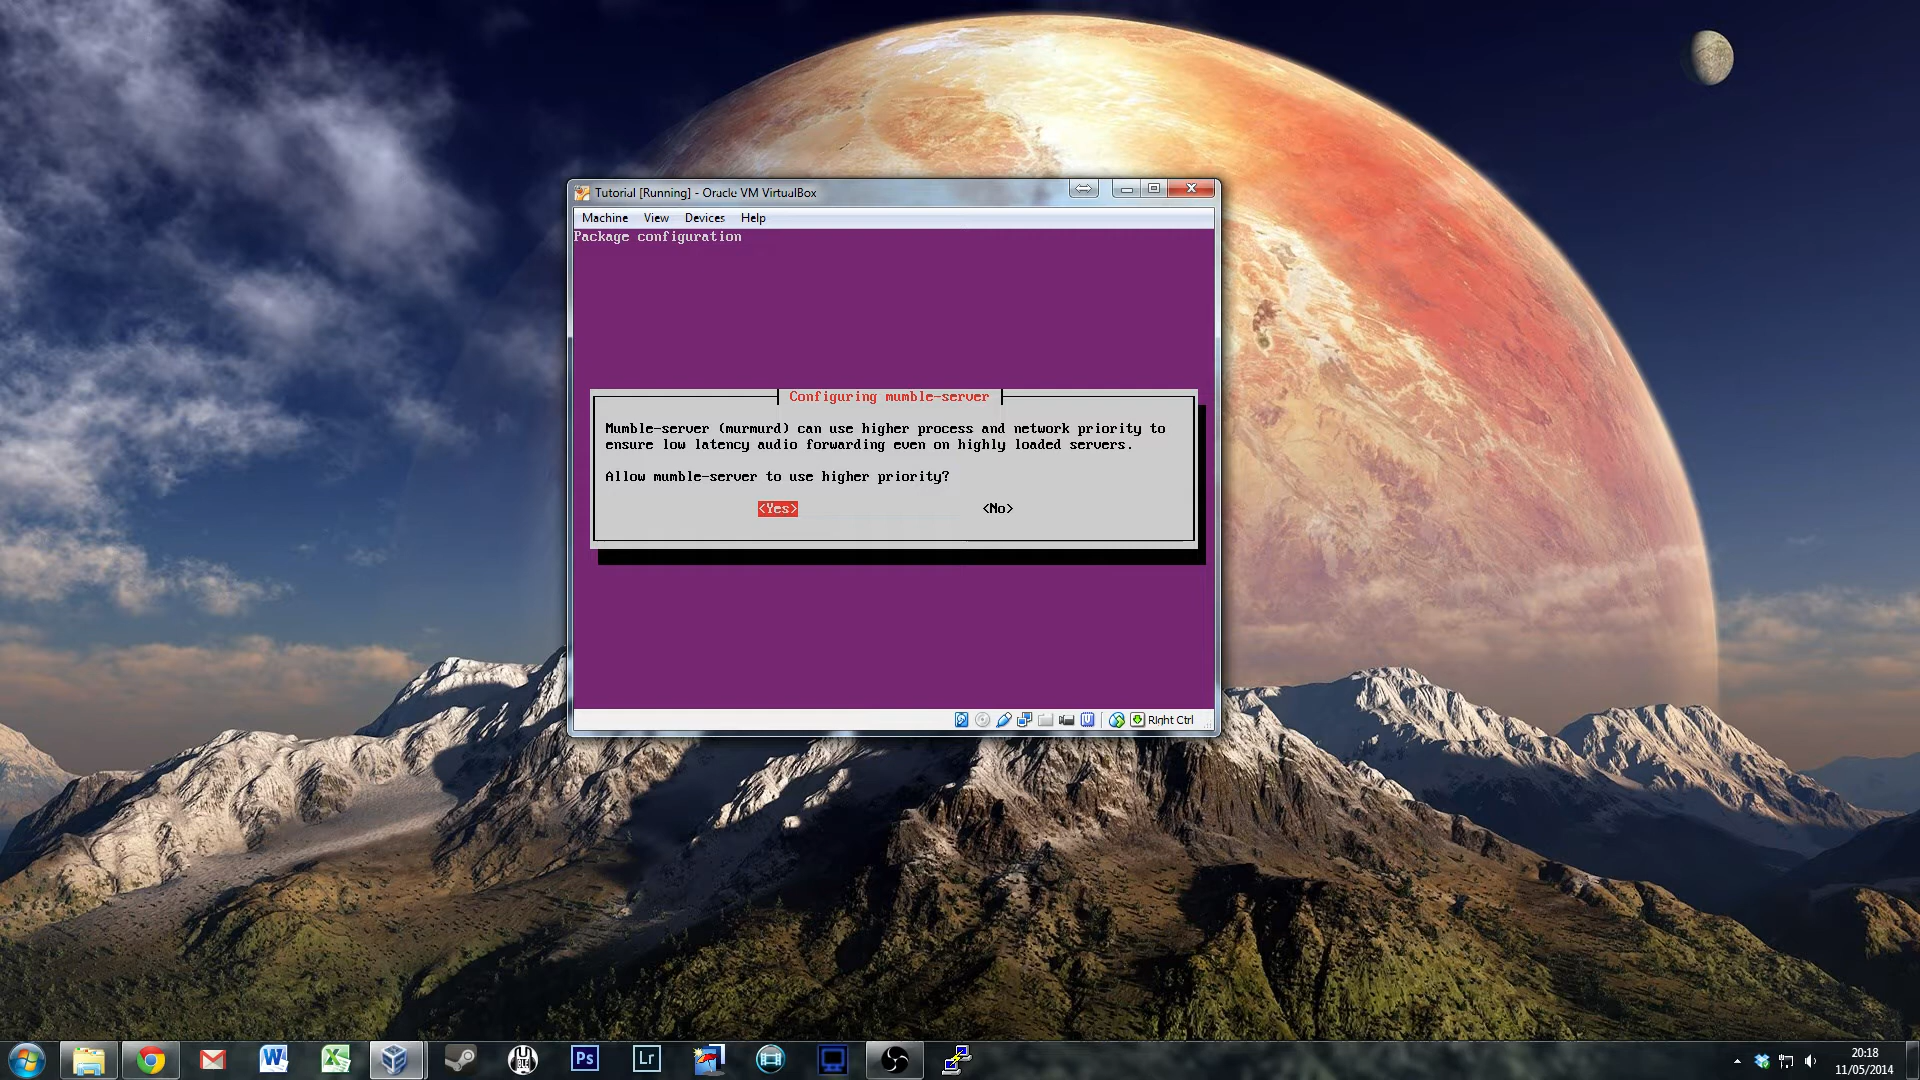 Tutorial [Running] - Oracle VM VirtualBox
Machine View Devices Help
Package configuration
Configuring mumble-server
Mumble-server (murmurd) can use higher process and network priority to
ensure low latency audio forwarding even on highly loaded servers.
Allow mumble-server to use higher priority?
<Yes> <No>
Right Ctrl
Ps
Lr
20:18
11/05/2014